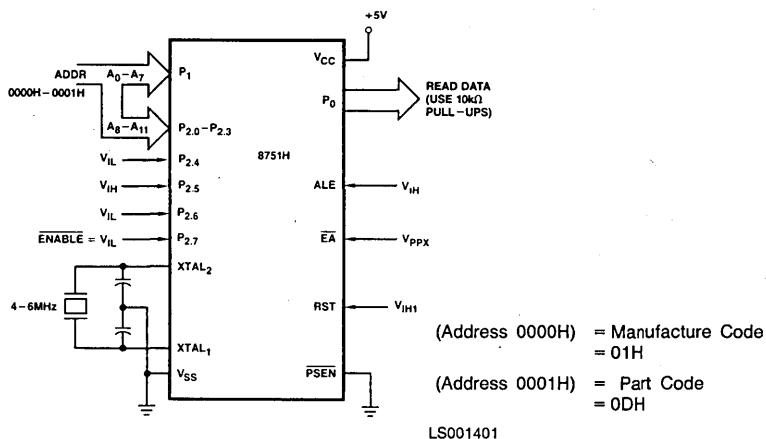 +5V
VCC
ADDR
0000H–0001H
A0–A7
P1
A8–A11
P2.0–P2.3
P0
READ DATA
(USE 10kΩ
PULL–UPS)
8751H
VIL
P2.4
VIH
P2.5
ALE
VIH
VIL
P2.6
ENABLE = VIL
P2.7
EA
VPPX
XTAL2
4–6MHz
RST
VIH1
XTAL1
VSS
PSEN
(Address 0000H) = Manufacture Code
= 01H
(Address 0001H) = Part Code
= 0DH
LS001401